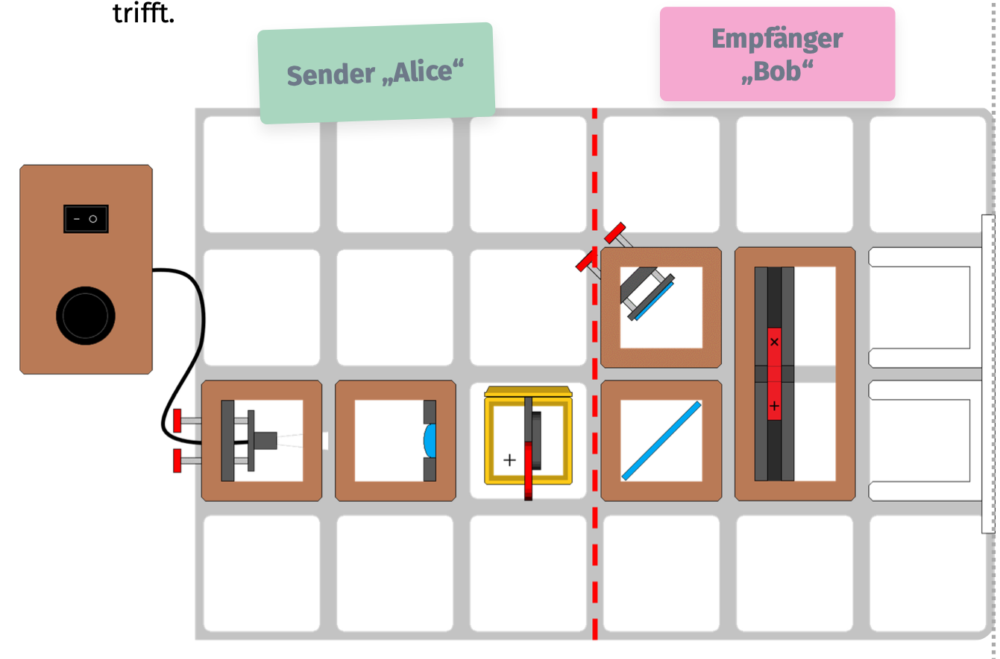 trifft.
Sender „Alice“
Empfänger
„Bob“
×
+
+